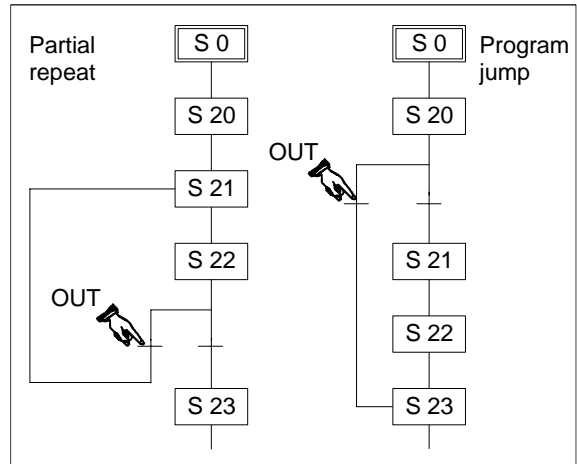 Partial
repeat
S 0
S 20
S 21
S 22
OUT
S 23
S 0
Program
jump
S 20
OUT
S 21
S 22
S 23